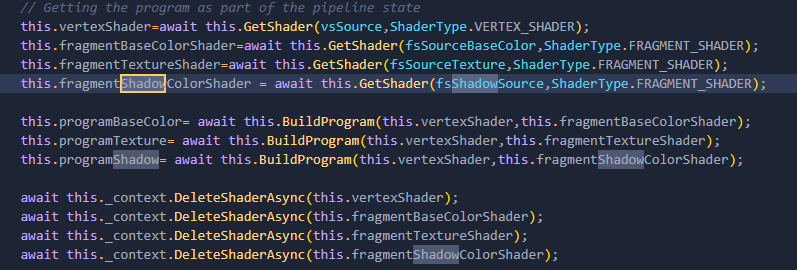 // Getting the program as part of the pipeline state
this.vertexShader=await this.GetShader(vsSource,ShaderType.VERTEX_SHADER);
this.fragmentBaseColorShader=await this.GetShader(fsSourceBaseColor,ShaderType.FRAGMENT_SHADER);
this.fragmentTextureShader=await this.GetShader(fsSourceTexture,ShaderType.FRAGMENT_SHADER);
this.fragmentShadowColorShader = await this.GetShader(fsShadowSource,ShaderType.FRAGMENT_SHADER);
this.programBaseColor= await this.BuildProgram(this.vertexShader,this.fragmentBaseColorShader);
this.programTexture= await this.BuildProgram(this.vertexShader,this.fragmentTextureShader);
this.programShadow= await this.BuildProgram(this.vertexShader,this.fragmentShadowColorShader);
await this._context.DeleteShaderAsync(this.vertexShader);
await this._context.DeleteShaderAsync(this.fragmentBaseColorShader);
await this._context.DeleteShaderAsync(this.fragmentTextureShader);
await this._context.DeleteShaderAsync(this.fragmentShadowColorShader);